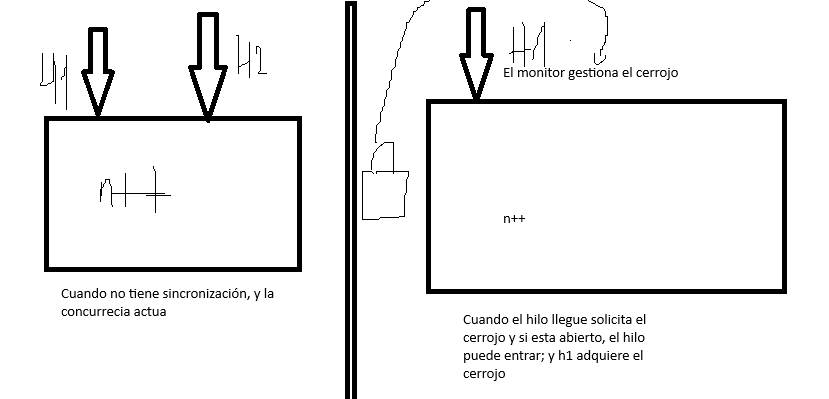 H1
H2
n++
Cuando no tiene sincronización, y la
concurrecia actua
H1
El monitor gestiona el cerrojo
n++
Cuando el hilo llegue solicita el
cerrojo y si esta abierto, el hilo
puede entrar; y h1 adquiere el
cerrojo